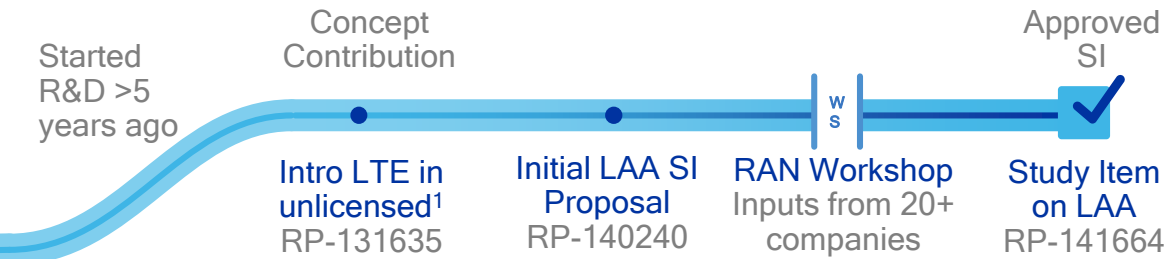 Started
R&D >5
years ago
Concept
Contribution
Intro LTE in
unlicensed¹
RP-131635
Initial LAA SI
Proposal
RP-140240
W
S
RAN Workshop
Inputs from 20+
companies
Approved
SI
Study Item
on LAA
RP-141664